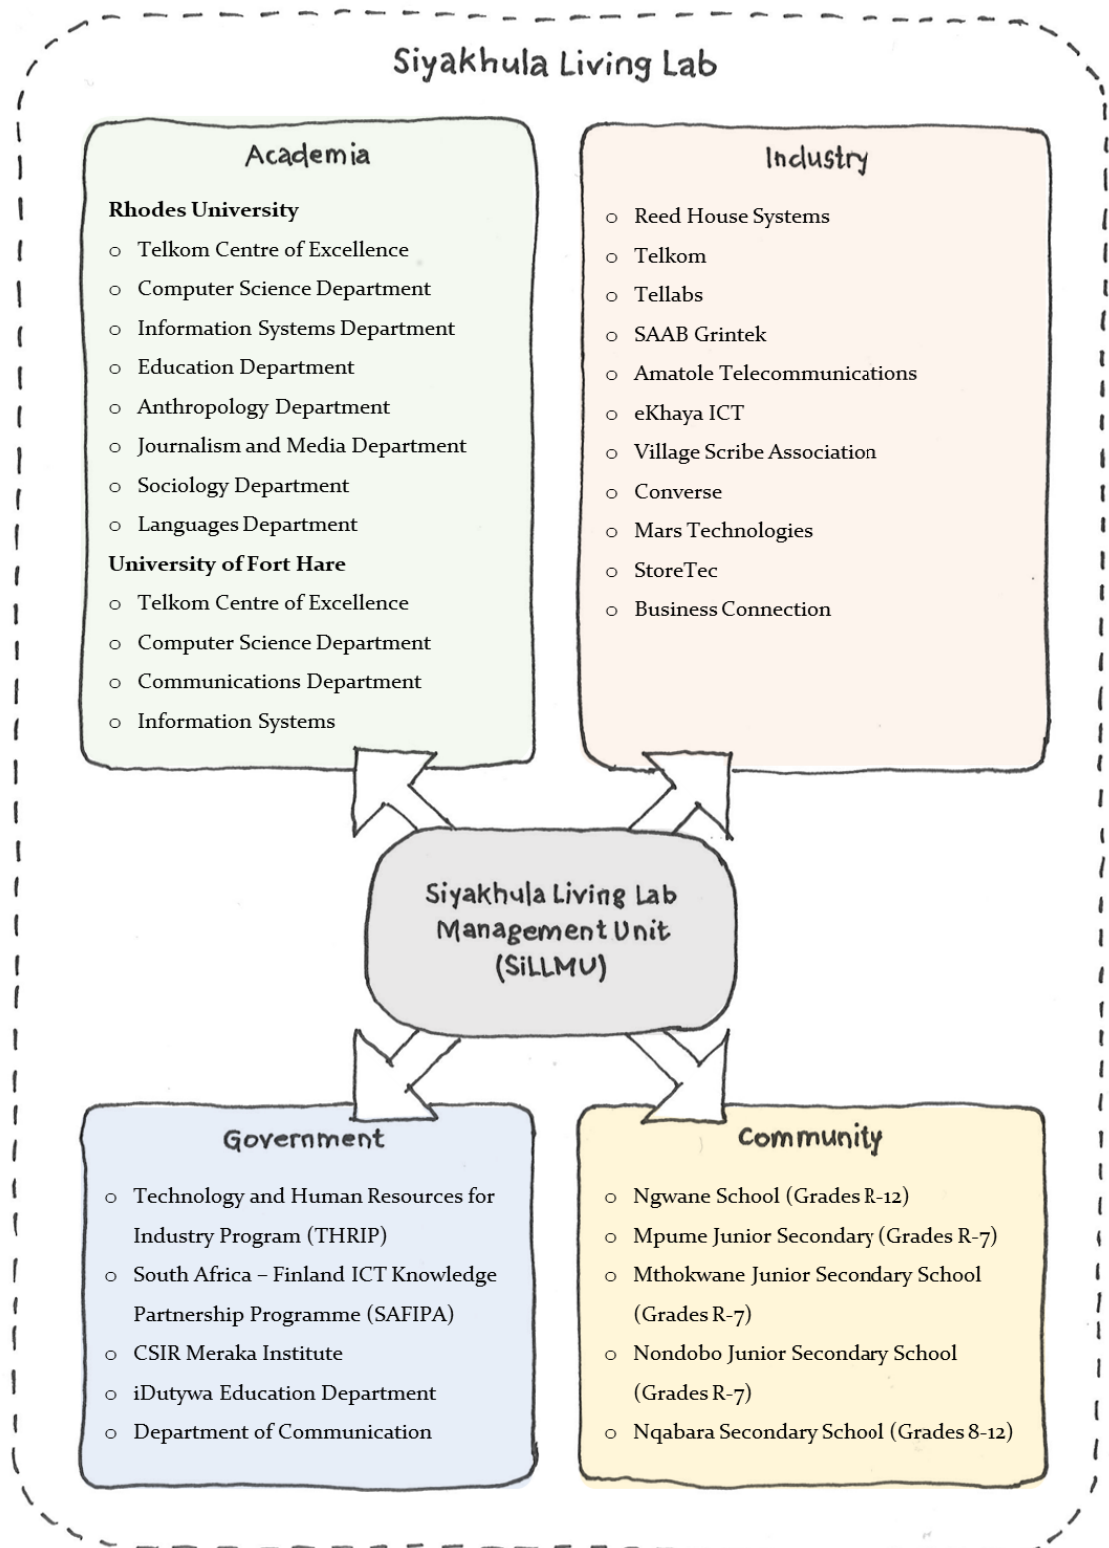 Siyakhula Living Lab
Academia
Rhodes University
o Telkom Centre of Excellence
o Computer Science Department
o Information Systems Department
o Education Department
o Anthropology Department
o Journalism and Media Department
o Sociology Department
o Languages Department
University of Fort Hare
o Telkom Centre of Excellence
o Computer Science Department
o Communications Department
o Information Systems
Industry
o Reed House Systems
o Telkom
o Tellabs
o SAAB Grintek
o Amatole Telecommunications
o eKhaya ICT
o Village Scribe Association
o Converse
o Mars Technologies
o StoreTec
o Business Connection
Siyakhula Living Lab
Management Unit
(SiLLMU)
Government
o Technology and Human Resources for
Industry Program (THRIP)
o South Africa – Finland ICT Knowledge
Partnership Programme (SAFIPA)
o CSIR Meraka Institute
o iDutywa Education Department
o Department of Communication
Community
o Ngwane School (Grades R-12)
o Mpume Junior Secondary (Grades R-7)
o Mthokwane Junior Secondary School
(Grades R-7)
o Nondobo Junior Secondary School
(Grades R-7)
o Nqabara Secondary School (Grades 8-12)